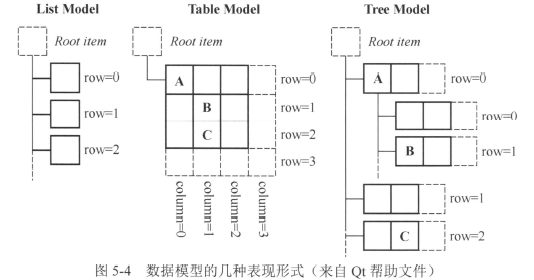 List Model
Root item
row=0
row=1
row=2
Table Model
Root item
A
B
C
row=0
row=1
row=2
row=3
column=0
column=1
column=2
column=3
Tree Model
Root item
A
row=0
row=0
B
row=1
row=1
C
row=2
图 5-4 数据模型的几种表现形式（来自 Qt 帮助文件）